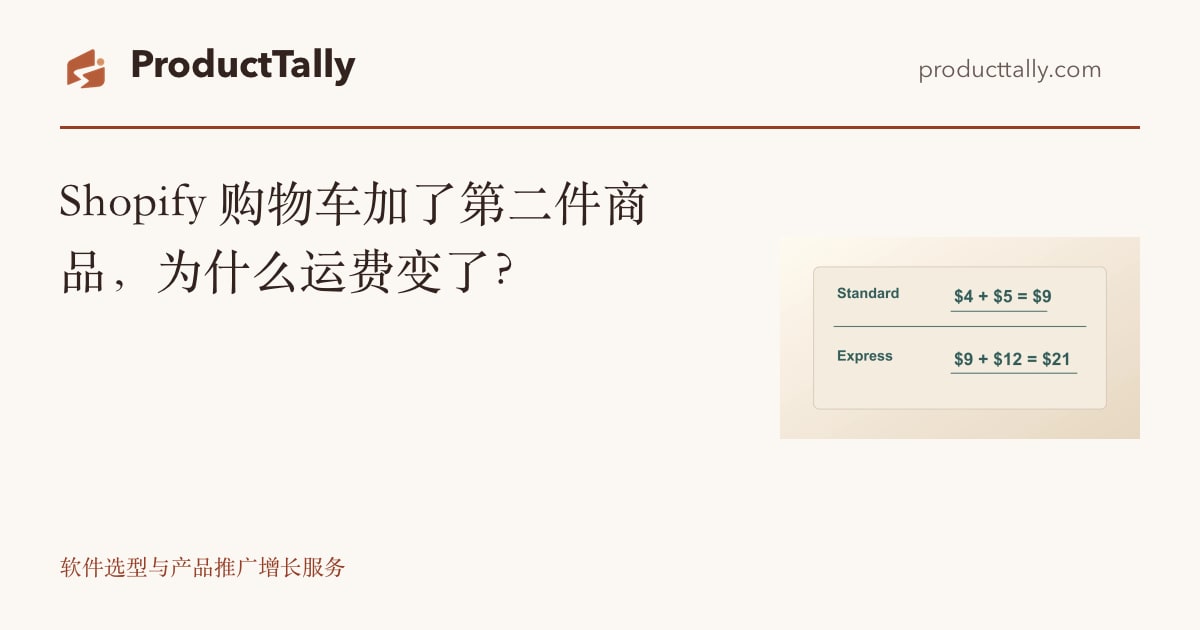 ProductTally
producttally.com
Shopify 购物车加了第二件商
品，为什么运费变了？
Standard $4 + $5 = $9
Express $9 + $12 = $21
软件选型与产品推广增长服务